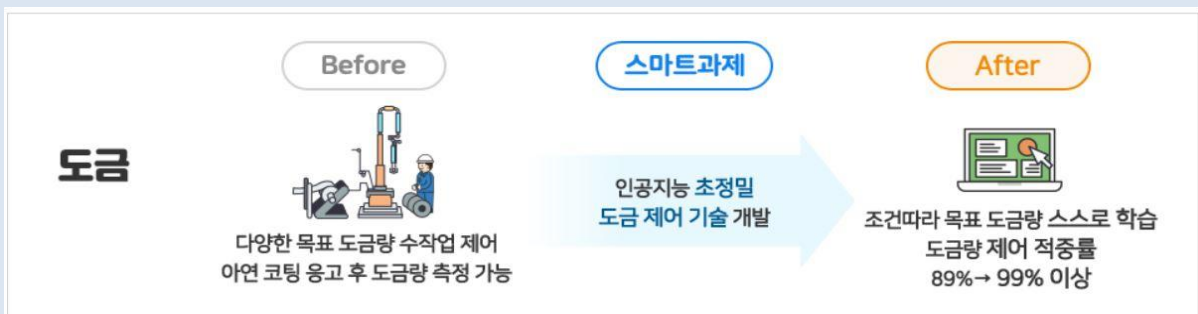 Before
스마트과제
After
도금
다양한 목표 도금량 수작업 제어
아연 코팅 응고 후 도금량 측정 가능
인공지능 초정밀
도금 제어 기술 개발
조건따라 목표 도금량 스스로 학습
도금량 제어 적중률
89%→ 99% 이상